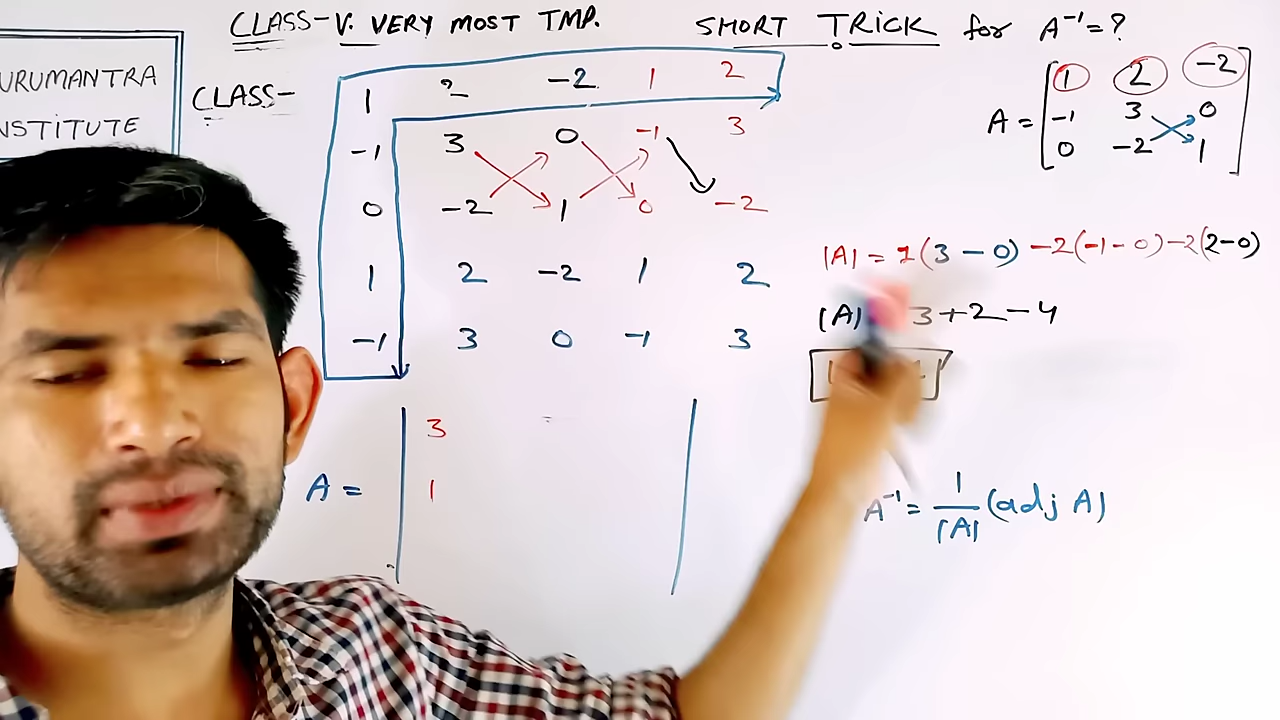 CLASS-V. VERY MOST TMP. SHORT TRICK for A⁻¹=?
URUMANTRA
NSTITUTE
CLASS-
1 2 -2 1 2
-1 3 0 -1 3
0 -2 1 0 -2
1 2 -2 1 2
-1 3 0 -1 3
A =
3
1
A = [1 2 -2
-1 3 0
0 -2 1]
|A| = 1(3-0) -2(-1-0) -2(2-0)
|A| 3+2-4
A⁻¹ = 1/|A| (adj A)